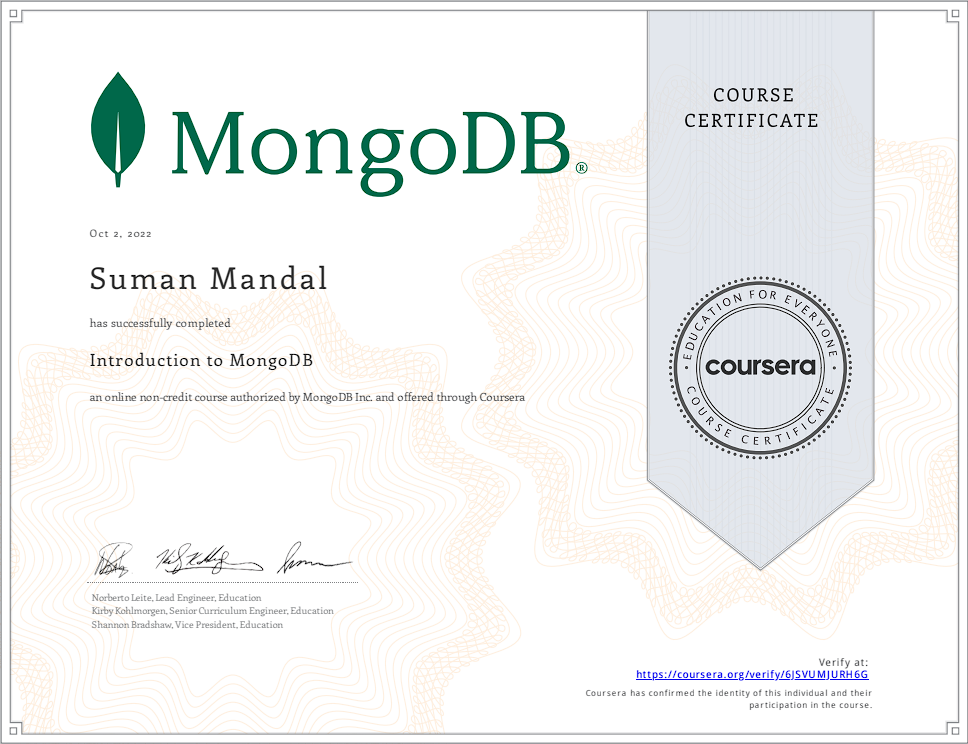 MongoDB®
COURSE
CERTIFICATE
Oct 2, 2022
Suman Mandal
has successfully completed
Introduction to MongoDB
an online non-credit course authorized by MongoDB Inc. and offered through Coursera
EDUCATION FOR EVERYONE
coursera
COURSE CERTIFICATE
Norberto Leite, Lead Engineer, Education
Kirby Kohlmorgen, Senior Curriculum Engineer, Education
Shannon Bradshaw, Vice President, Education
Verify at:
https://coursera.org/verify/6JSVUMJURH6G
Coursera has confirmed the identity of this individual and their
participation in the course.